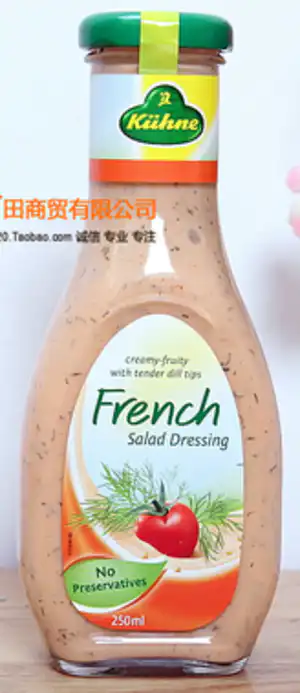 Kühne
田商贸有限公司
20.Taobao.com 诚信 专业 专注
creamy-fruity
with tender dill tips
French
Salad Dressing
No
Preservatives
250ml